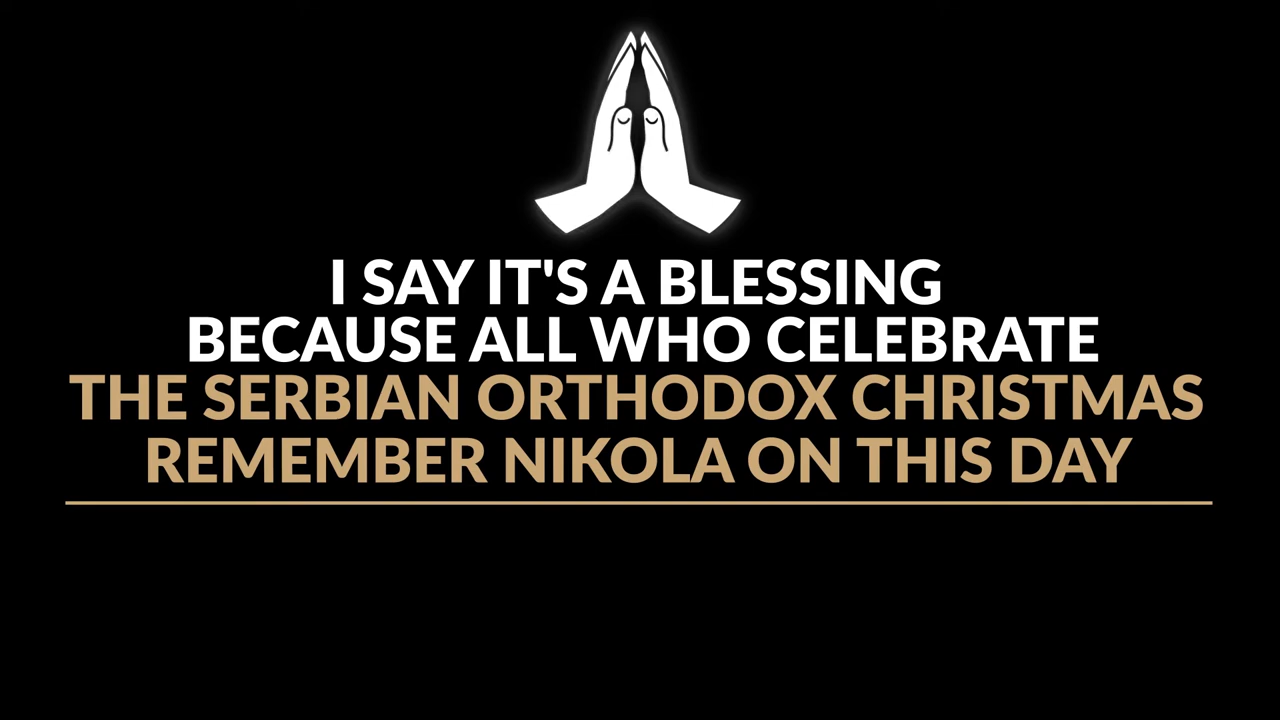 I SAY IT'S A BLESSING
BECAUSE ALL WHO CELEBRATE
THE SERBIAN ORTHODOX CHRISTMAS
REMEMBER NIKOLA ON THIS DAY